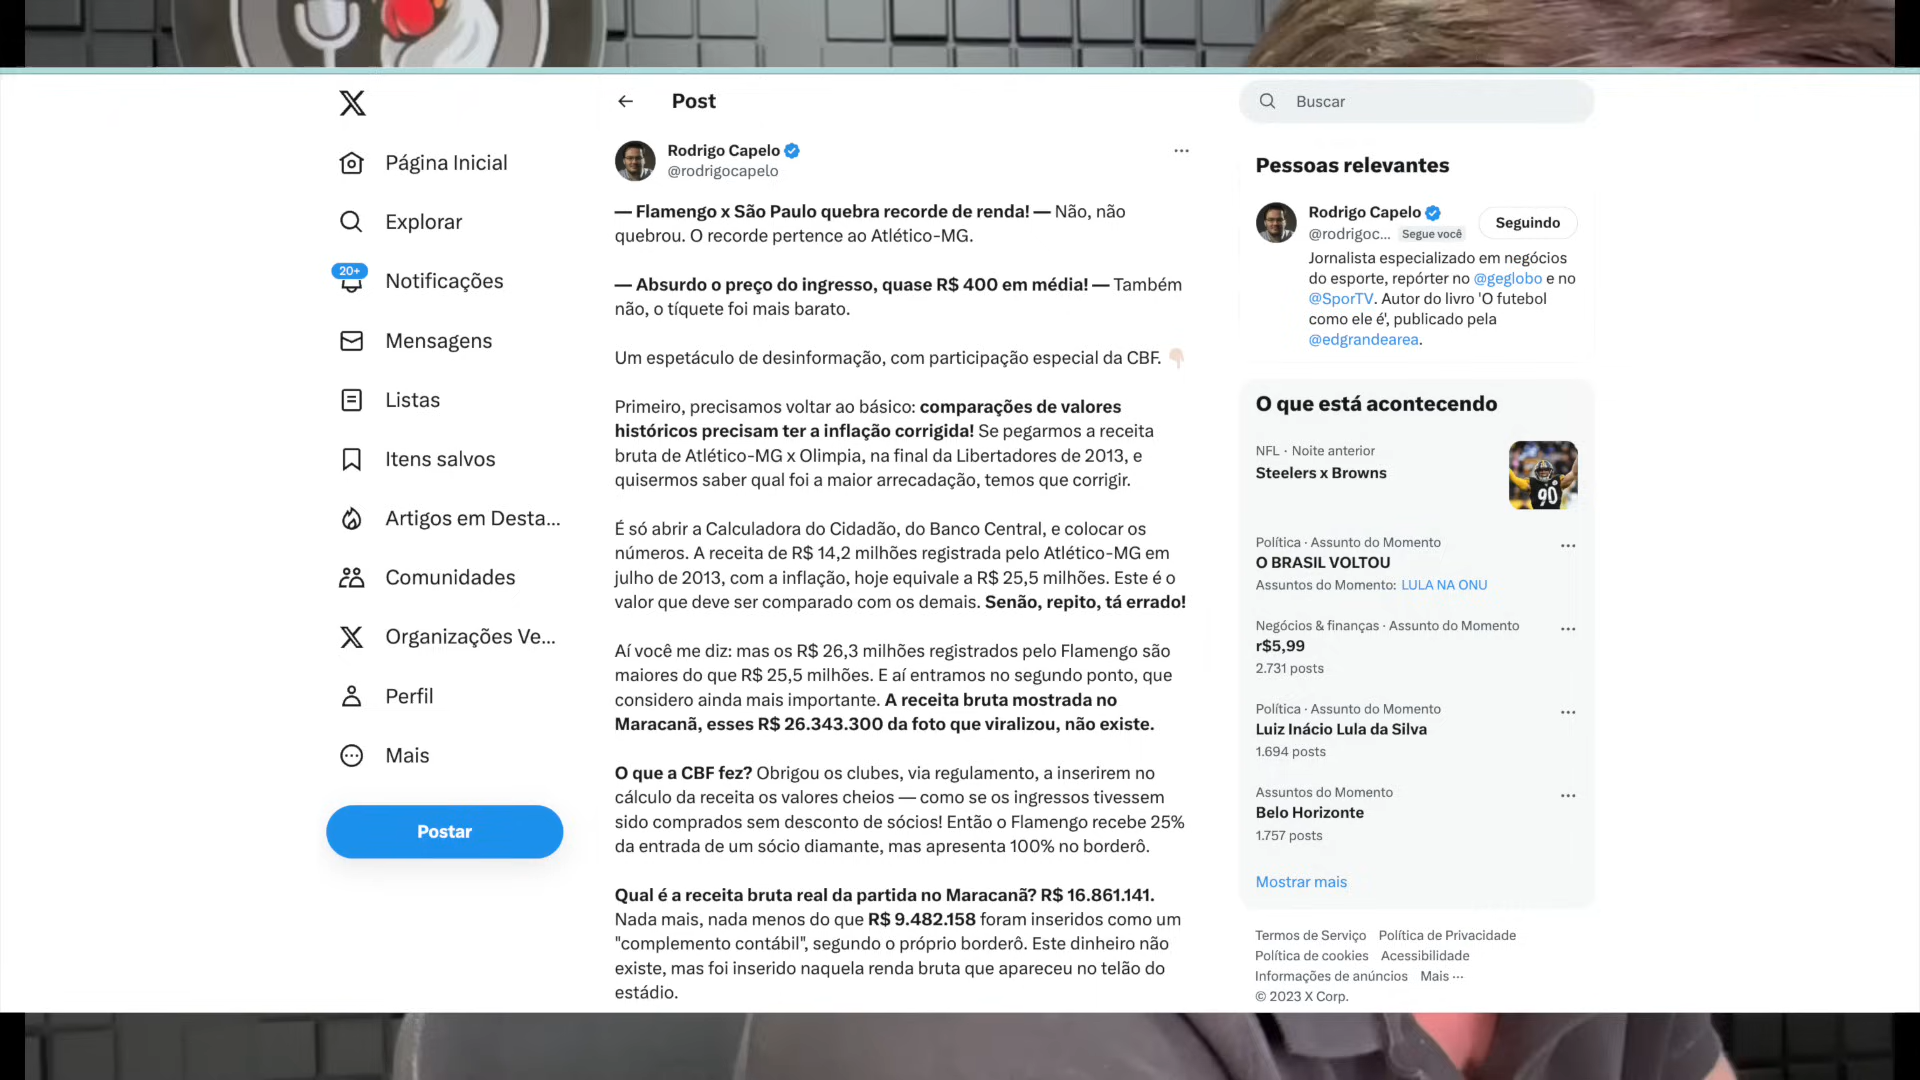 Página Inicial
Explorar
20+
Notificações
Mensagens
Listas
Itens salvos
Artigos em Desta...
Comunidades
Organizações Ve...
Perfil
Mais
Postar
Post
Rodrigo Capelo
@rodrigocapelo
— Flamengo x São Paulo quebra recorde de renda! — Não, não
quebrou. O recorde pertence ao Atlético-MG.
— Absurdo o preço do ingresso, quase R$ 400 em média! — Também
não, o tíquete foi mais barato.
Um espetáculo de desinformação, com participação especial da CBF. 👇🏻
Primeiro, precisamos voltar ao básico: comparações de valores
históricos precisam ter a inflação corrigida! Se pegarmos a receita
bruta de Atlético-MG x Olimpia, na final da Libertadores de 2013, e
quisermos saber qual foi a maior arrecadação, temos que corrigir.
É só abrir a Calculadora do Cidadão, do Banco Central, e colocar os
números. A receita de R$ 14,2 milhões registrada pelo Atlético-MG em
julho de 2013, com a inflação, hoje equivale a R$ 25,5 milhões. Este é o
valor que deve ser comparado com os demais. Senão, repito, tá errado!
Aí você me diz: mas os R$ 26,3 milhões registrados pelo Flamengo são
maiores do que R$ 25,5 milhões. E aí entramos no segundo ponto, que
considero ainda mais importante. A receita bruta mostrada no
Maracanã, esses R$ 26.343.300 da foto que viralizou, não existe.
O que a CBF fez? Obrigou os clubes, via regulamento, a inserirem no
cálculo da receita os valores cheios — como se os ingressos tivessem
sido comprados sem desconto de sócios! Então o Flamengo recebe 25%
da entrada de um sócio diamante, mas apresenta 100% no borderô.
Qual é a receita bruta real da partida no Maracanã? R$ 16.861.141.
Nada mais, nada menos do que R$ 9.482.158 foram inseridos como um
"complemento contábil", segundo o próprio borderô. Este dinheiro não
existe, mas foi inserido naquela renda bruta que apareceu no telão do
estádio.
Buscar
Pessoas relevantes
Rodrigo Capelo
@rodrigoc... Segue você
Seguindo
Jornalista especializado em negócios
do esporte, repórter no @geglobo e no
@SporTV. Autor do livro 'O futebol
como ele é', publicado pela
@edgrandearea.
O que está acontecendo
NFL · Noite anterior
Steelers x Browns
90
Política · Assunto do Momento
O BRASIL VOLTOU
Assuntos do Momento: LULA NA ONU
Negócios & finanças · Assunto do Momento
r$5,99
2.731 posts
Política · Assunto do Momento
Luiz Inácio Lula da Silva
1.694 posts
Assuntos do Momento
Belo Horizonte
1.757 posts
Mostrar mais
Termos de Serviço Política de Privacidade
Política de cookies Acessibilidade
Informações de anúncios Mais ···
© 2023 X Corp.